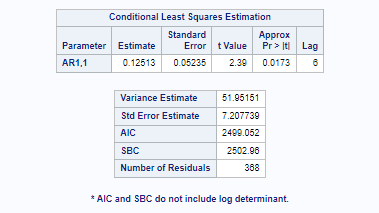 Conditional Least Squares Estimation
Parameter Estimate Standard Error t Value Approx Pr > |t| Lag
AR1,1 0.12513 0.05235 2.39 0.0173 6
Variance Estimate 51.95151
Std Error Estimate 7.207739
AIC 2499.052
SBC 2502.96
Number of Residuals 368
* AIC and SBC do not include log determinant.